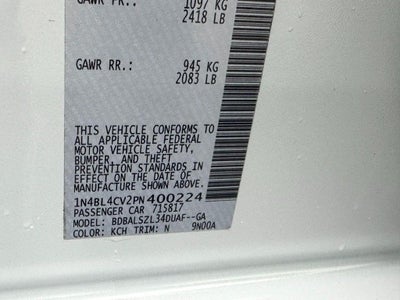 GAWR FR.: 1097 KG
2418 LB
GAWR RR.: 945 KG
2083 LB
THIS VEHICLE CONFORMS TO
ALL APPLICABLE FEDERAL
MOTOR VEHICLE SAFETY,
BUMPER, AND THEFT
PREVENTION STANDARDS IN
EFFECT ON THE DATE OF
MANUFACTURE SHOWN ABOVE.
1N4BL4CV2PN400224
PASSENGER CAR 715817
MODEL: BDBALSZL34DUAF--GA
COLOR: KCH TRIM: N 9N00A